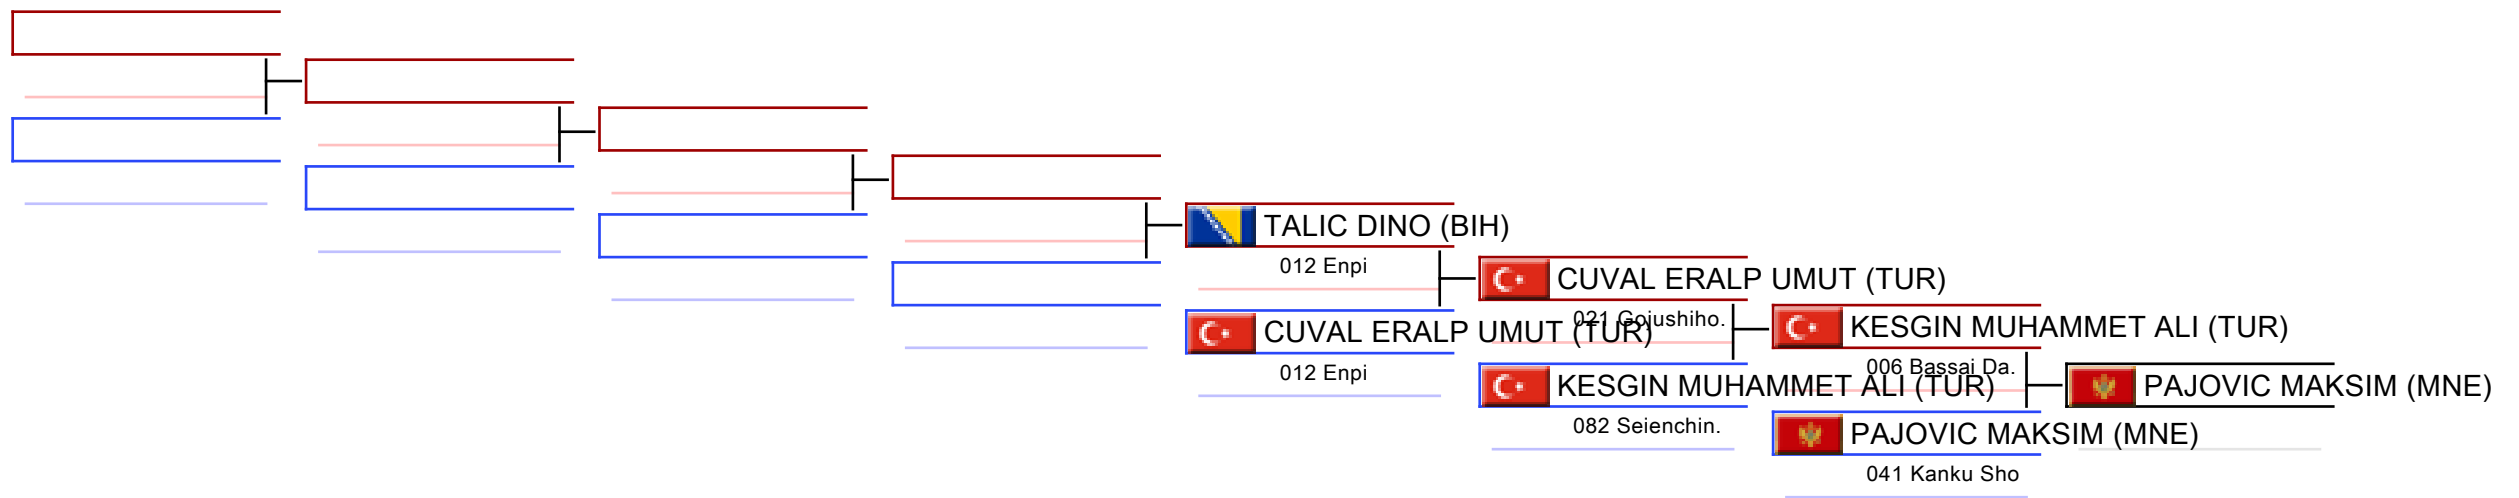 TALIC DINO (BIH)
012 Enpi
CUVAL ERALP UMUT (TUR)
012 Enpi
CUVAL ERALP UMUT (TUR)
021 Gojushiho.
KESGIN MUHAMMET ALI (TUR)
082 Seienchin.
KESGIN MUHAMMET ALI (TUR)
006 Bassai Da.
PAJOVIC MAKSIM (MNE)
041 Kanku Sho
PAJOVIC MAKSIM (MNE)